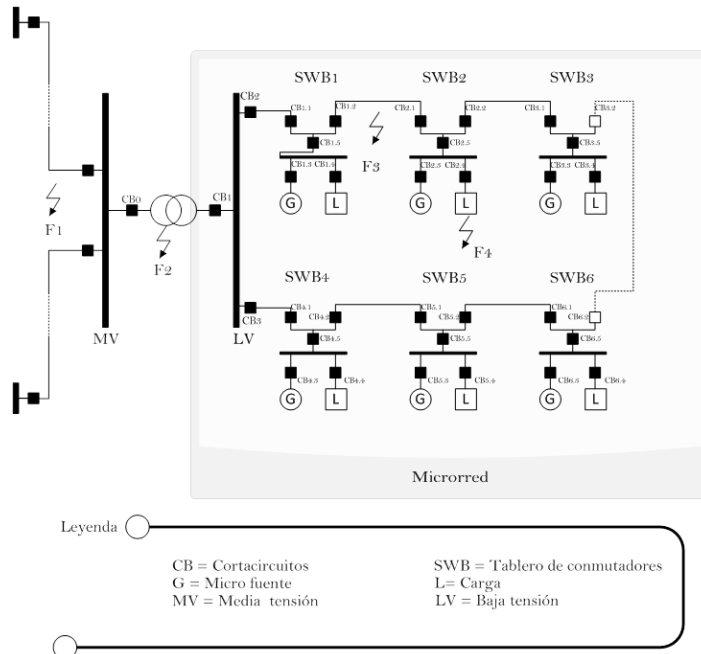 SWB1 SWB2 SWB3
CB2 CB1.1 CB1.2 CB2.1 CB2.2 CB3.1 CB3.2
CB1.5 CB2.5 CB3.5
CB1.3 CB1.4 CB2.3 CB2.4 CB3.3 CB3.4
F3
CB0 CB1
G L G L G L
F1
F2 F4
SWB4 SWB5 SWB6
CB4.1 CB4.2 CB5.1 CB5.2 CB6.1 CB6.2
CB3
MV LV CB4.5 CB5.5 CB6.5
CB4.3 CB4.4 CB5.3 CB5.4 CB6.3 CB6.4
G L G L G L
Microrred
Leyenda
CB = Cortacircuitos SWB = Tablero de conmutadores
G = Micro fuente L= Carga
MV = Media tensión LV = Baja tensión